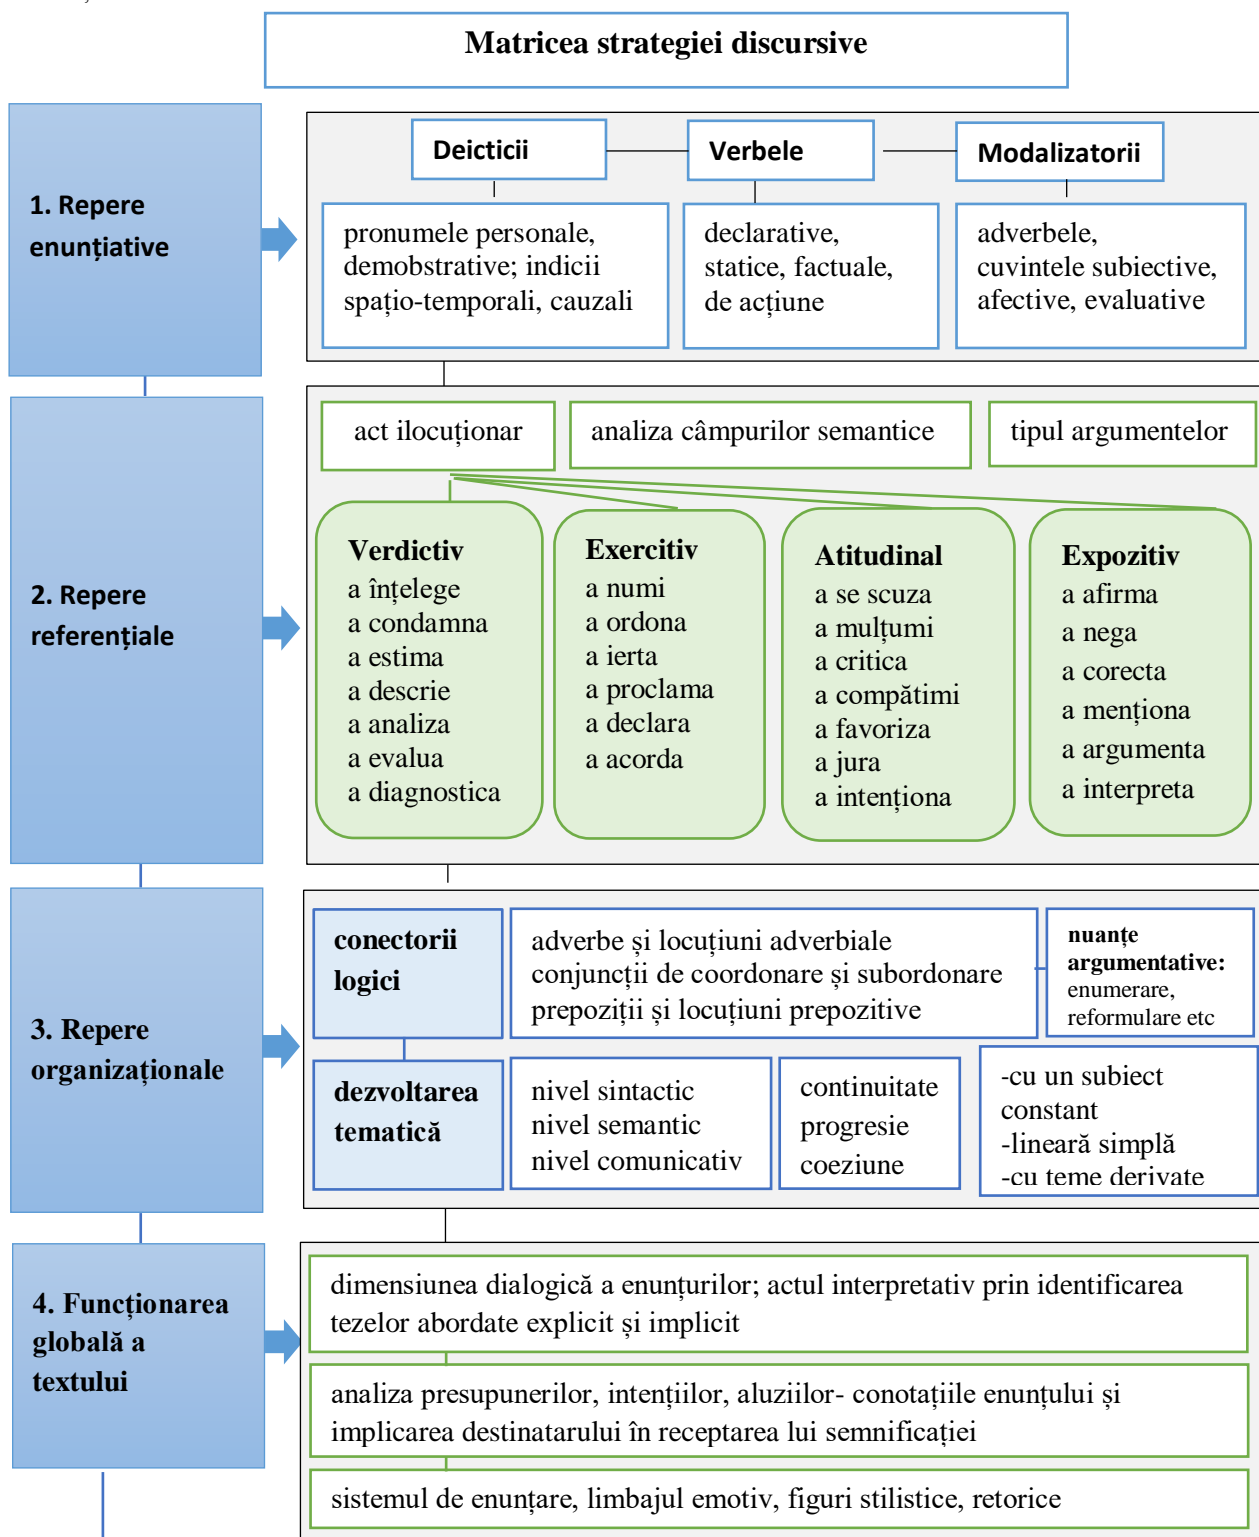 Matricea strategiei discursive
1. Repere
enunțiative
Deicticii
Verbele
Modalizatorii
pronumele personale,
demobstrative; indicii
spațio-temporali, cauzali
declarative,
statice, factuale,
de acțiune
adverbele,
cuvintele subiective,
afective, evaluative
2. Repere
referențiale
act ilocuționar
analiza câmpurilor semantice
tipul argumentelor
Verdictiv
a înțelege
a condamna
a estima
a descrie
a analiza
a evalua
a diagnostica
Exercitiv
a numi
a ordona
a ierta
a proclama
a declara
a acorda
Atitudinal
a se scuza
a mulțumi
a critica
a compătimi
a favoriza
a jura
a intenționa
Expozitiv
a afirma
a nega
a corecta
a menționa
a argumenta
a interpreta
3. Repere
organizaționale
conectorii
logici
adverbe și locuțiuni adverbiale
conjuncții de coordonare și subordonare
prepoziții și locuțiuni prepozitive
nuanțe
argumentative:
enumerare,
reformulare etc
dezvoltarea
tematică
nivel sintactic
nivel semantic
nivel comunicativ
continuitate
progresie
coeziune
-cu un subiect
constant
-lineară simplă
-cu teme derivate
4. Funcționarea
globală a
textului
dimensiunea dialogică a enunțurilor; actul interpretativ prin identificarea
tezelor abordate explicit și implicit
analiza presupunerilor, intențiilor, aluziilor- conotațiile enunțului și
implicarea destinatarului în receptarea lui semnificației
sistemul de enunțare, limbajul emotiv, figuri stilistice, retorice